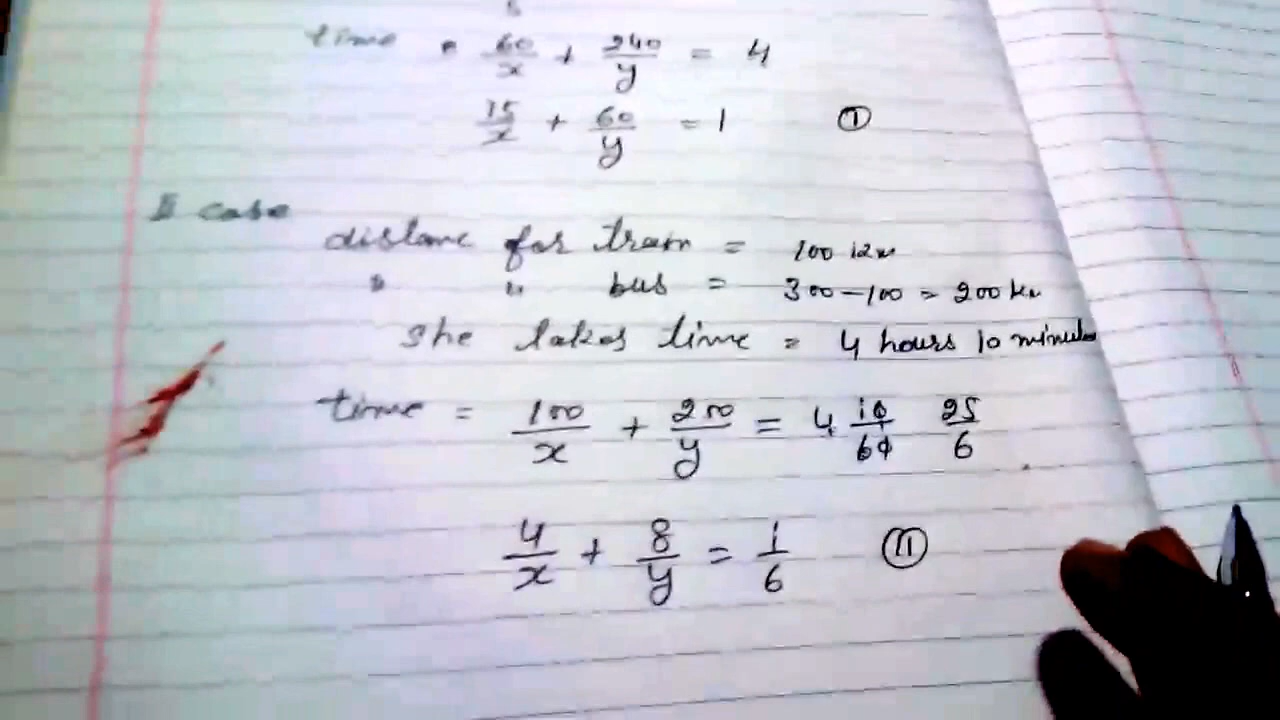 time = 60/x + 240/y = 4
15/x + 60/y = 1 ①
II case
distance for train = 100 km
" " bus = 300 - 100 = 200 km
she takes time = 4 hours 10 minutes
time = 100/x + 200/y = 4 10/60 25/6
4/x + 8/y = 1/6 ⑪